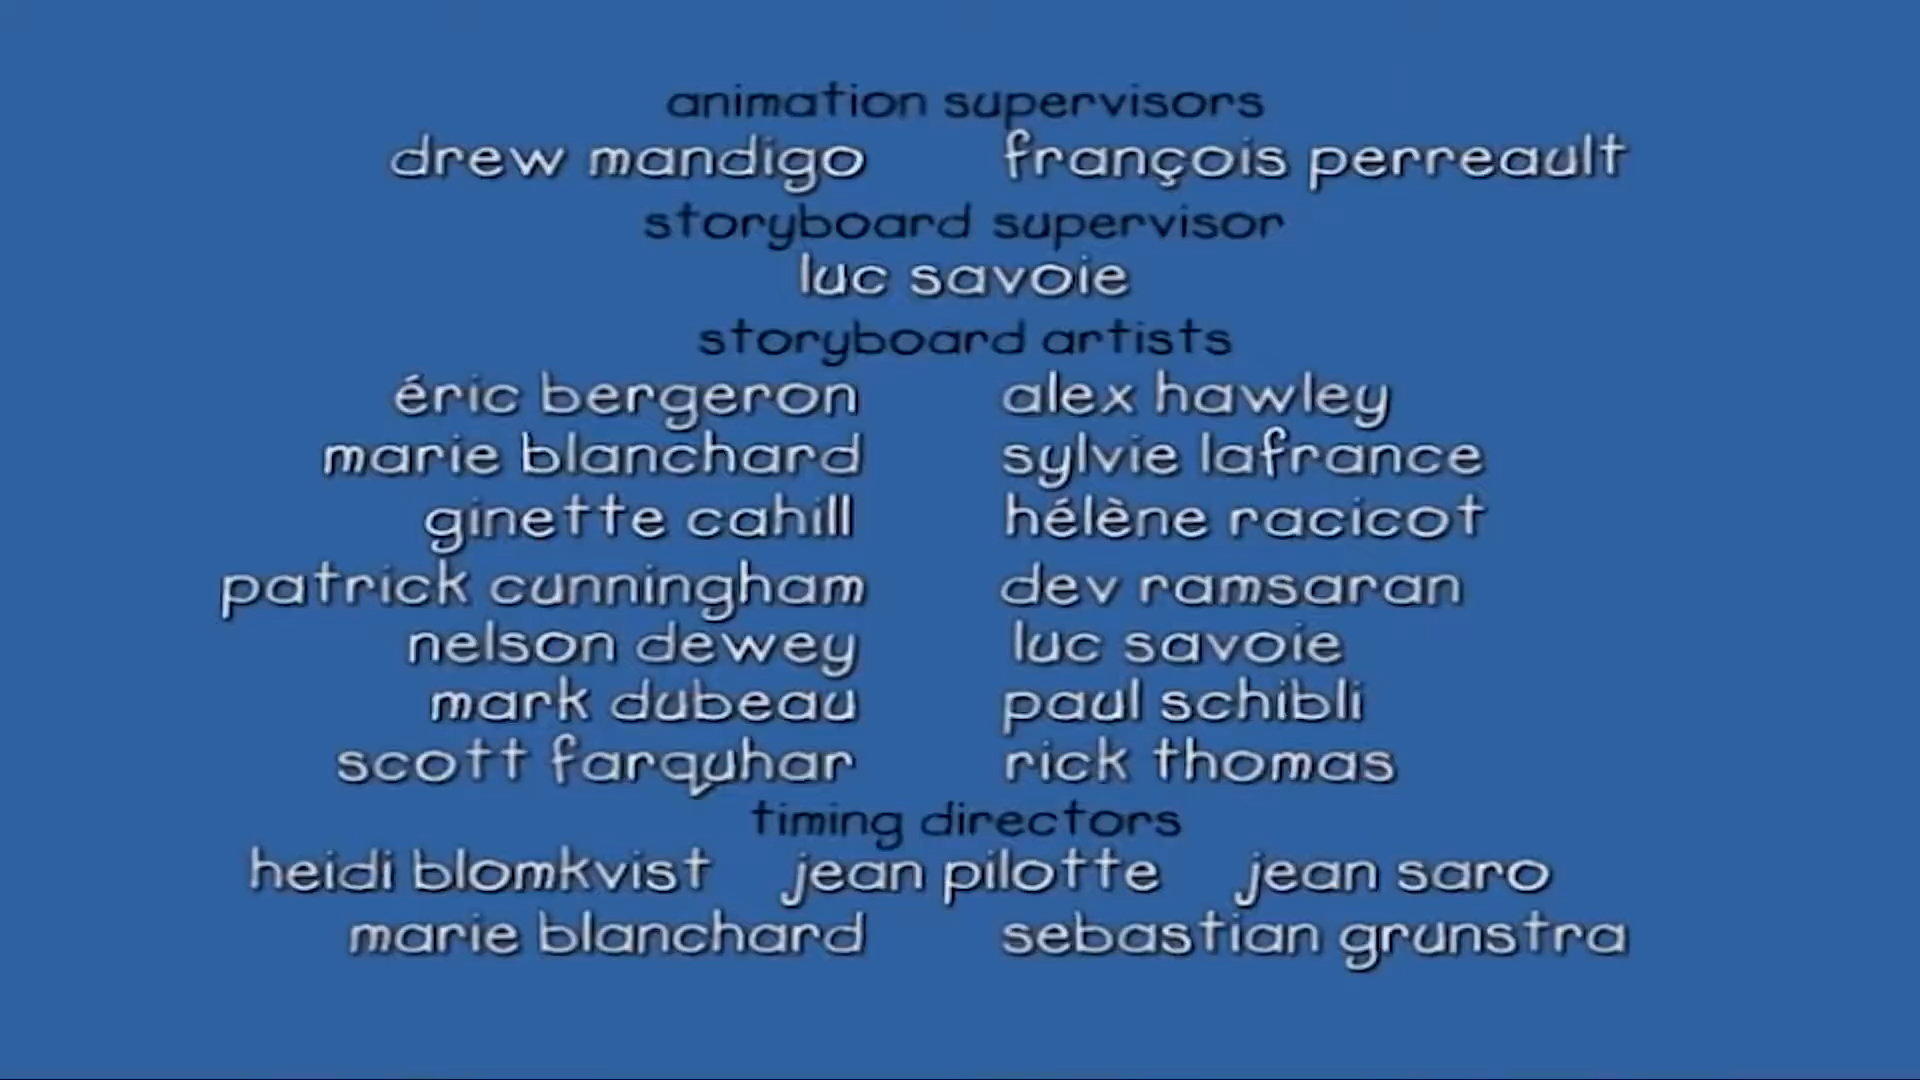 animation supervisors
drew mandigo françois perreault
storyboard supervisor
luc savoie
storyboard artists
éric bergeron alex hawley
marie blanchard sylvie lafrance
ginette cahill hélène racicot
patrick cunningham dev ramsaran
nelson dewey luc savoie
mark dubeau paul schibli
scott farquhar rick thomas
timing directors
heidi blomkvist jean pilotte jean saro
marie blanchard sebastian grunstra